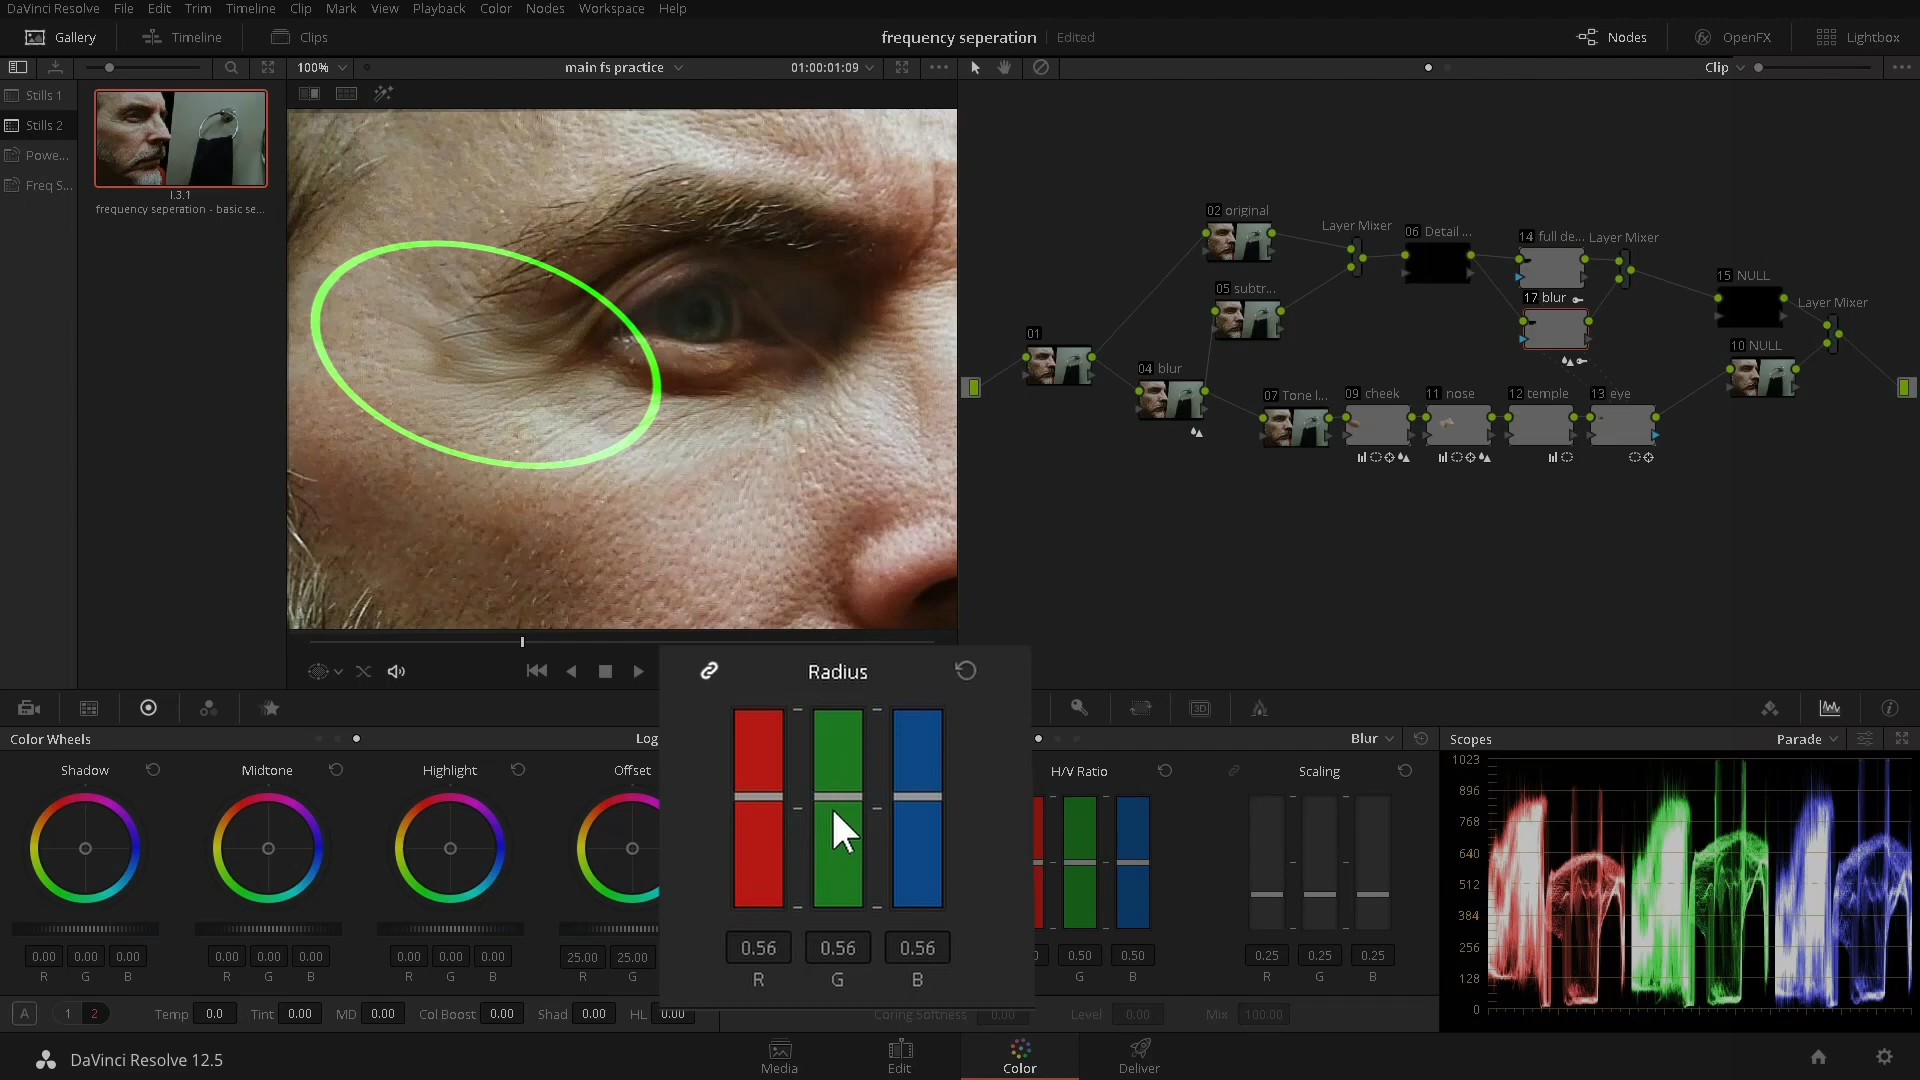 DaVinci Resolve File Edit Trim Timeline Clip Mark View Playback Color Nodes Workspace Help
Gallery Timeline Clips frequency seperation Edited Nodes OpenFX Lightbox
100% main fs practice 01:00:01:09 Clip
Stills 1
Stills 2
Powe...
Freq S...
1.3.1
frequency seperation - basic se...
02 original
Layer Mixer
06 Detail ...
14 full de... Layer Mixer
05 subtr...
17 blur
15 NULL
Layer Mixer
01
10 NULL
04 blur
07 Tone l... 09 cheek 11 nose 12 temple 13 eye
Radius
0.56 0.56 0.56
R G B
3D
Color Wheels Log Blur Scopes Parade
Shadow Midtone Highlight Offset H/V Ratio Scaling
0.00 0.00 0.00 0.00 0.00 0.00 0.00 0.00 0.00 25.00 25.00 0.50 0.50 0.25 0.25 0.25
R G B R G B R G B R G G B R G B
1023
896
768
640
512
384
256
128
0
A 1 2 Temp 0.0 Tint 0.00 MD 0.00 Col Boost 0.00 Shad 0.00 HL 0.00 Coring Softness 0.00 Level 0.00 Mix 100.00
DaVinci Resolve 12.5 Media Edit Color Deliver